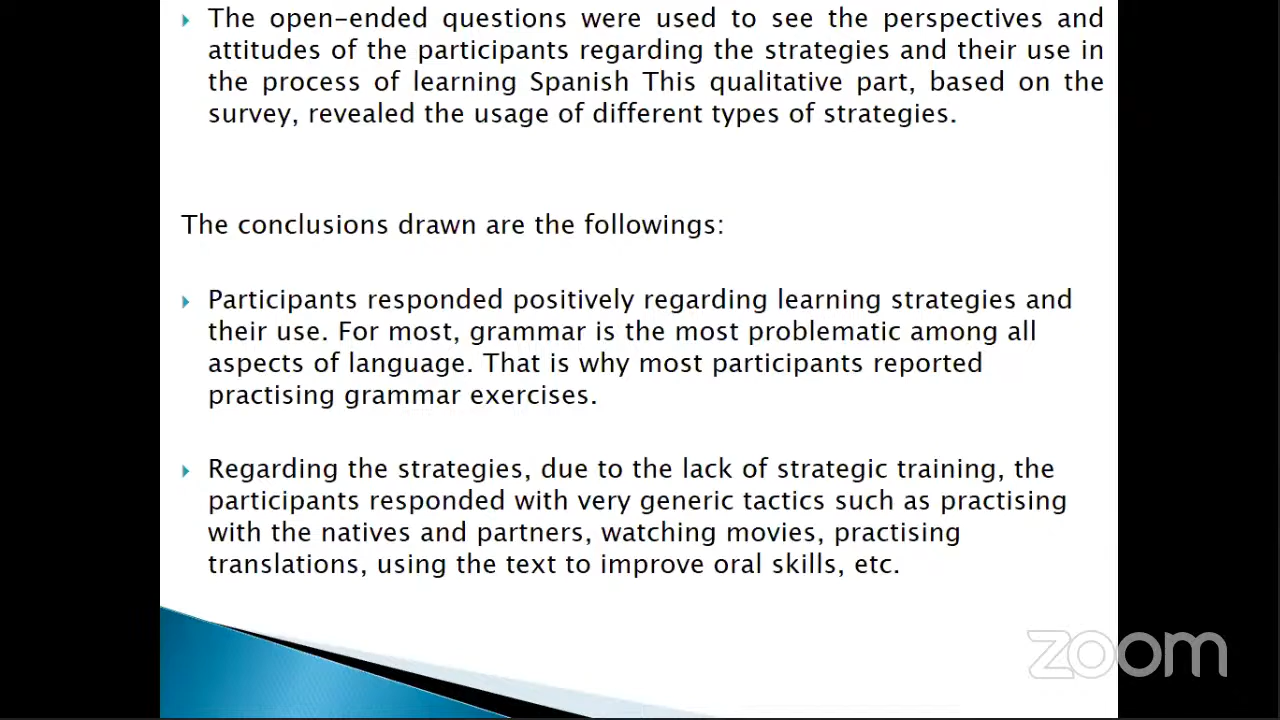 The open-ended questions were used to see the perspectives and
attitudes of the participants regarding the strategies and their use in
the process of learning Spanish This qualitative part, based on the
survey, revealed the usage of different types of strategies.
The conclusions drawn are the followings:
Participants responded positively regarding learning strategies and
their use. For most, grammar is the most problematic among all
aspects of language. That is why most participants reported
practising grammar exercises.
Regarding the strategies, due to the lack of strategic training, the
participants responded with very generic tactics such as practising
with the natives and partners, watching movies, practising
translations, using the text to improve oral skills, etc.
zoom